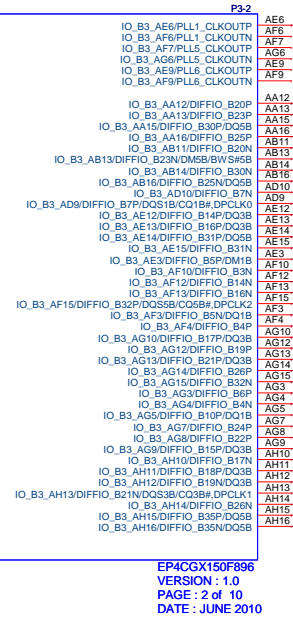 P3-2
IO_B3_AE6/PLL1_CLKOUTP AE6
IO_B3_AF6/PLL1_CLKOUTN AF6
IO_B3_AF7/PLL5_CLKOUTP AF7
IO_B3_AG6/PLL5_CLKOUTN AG6
IO_B3_AE9/PLL6_CLKOUTP AE9
IO_B3_AF9/PLL6_CLKOUTN AF9
IO_B3_AA12/DIFFIO_B20P AA12
IO_B3_AA13/DIFFIO_B23P AA13
IO_B3_AA15/DIFFIO_B30P/DQ5B AA15
IO_B3_AA16/DIFFIO_B25P AA16
IO_B3_AB11/DIFFIO_B20N AB11
IO_B3_AB13/DIFFIO_B23N/DM5B/BWS#5B AB13
IO_B3_AB14/DIFFIO_B30N AB14
IO_B3_AB16/DIFFIO_B25N/DQ5B AB16
IO_B3_AD10/DIFFIO_B7N AD10
IO_B3_AD9/DIFFIO_B7P/DQS1B/CQ1B#,DPCLK0 AD9
IO_B3_AE12/DIFFIO_B14P/DQ3B AE12
IO_B3_AE13/DIFFIO_B16P/DQ3B AE13
IO_B3_AE14/DIFFIO_B31P/DQ5B AE14
IO_B3_AE15/DIFFIO_B31N AE15
IO_B3_AE3/DIFFIO_B5P/DM1B AE3
IO_B3_AF10/DIFFIO_B3N AF10
IO_B3_AF12/DIFFIO_B14N AF12
IO_B3_AF13/DIFFIO_B16N AF13
IO_B3_AF15/DIFFIO_B32P/DQS5B/CQ5B#,DPCLK2 AF15
IO_B3_AF3/DIFFIO_B5N/DQ1B AF3
IO_B3_AF4/DIFFIO_B4P AF4
IO_B3_AG10/DIFFIO_B17P/DQ3B AG10
IO_B3_AG12/DIFFIO_B19P AG12
IO_B3_AG13/DIFFIO_B21P/DQ3B AG13
IO_B3_AG14/DIFFIO_B26P AG14
IO_B3_AG15/DIFFIO_B32N AG15
IO_B3_AG3/DIFFIO_B6P AG3
IO_B3_AG4/DIFFIO_B4N AG4
IO_B3_AG5/DIFFIO_B10P/DQ1B AG5
IO_B3_AG7/DIFFIO_B24P AG7
IO_B3_AG8/DIFFIO_B22P AG8
IO_B3_AG9/DIFFIO_B15P/DQ3B AG9
IO_B3_AH10/DIFFIO_B17N AH10
IO_B3_AH11/DIFFIO_B18P/DQ3B AH11
IO_B3_AH12/DIFFIO_B19N/DQ3B AH12
IO_B3_AH13/DIFFIO_B21N/DQS3B/CQ3B#,DPCLK1 AH13
IO_B3_AH14/DIFFIO_B26N AH14
IO_B3_AH15/DIFFIO_B35P/DQ5B AH15
IO_B3_AH16/DIFFIO_B35N/DQ5B AH16
EP4CGX150F896
VERSION : 1.0
PAGE : 2 of 10
DATE : JUNE 2010